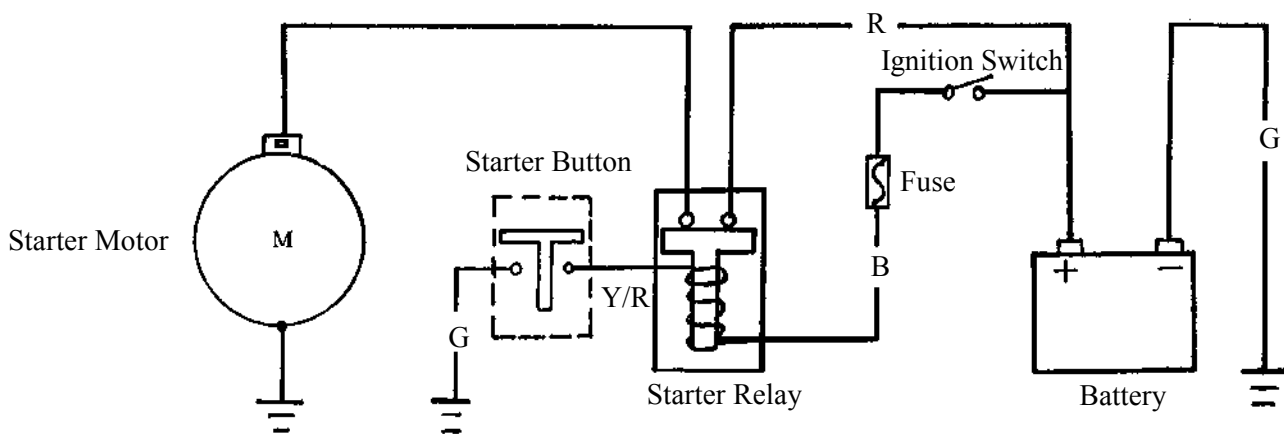 R
Ignition Switch
G
Starter Button
Fuse
Starter Motor
M
B
+
−
Y/R
G
Starter Relay
Battery